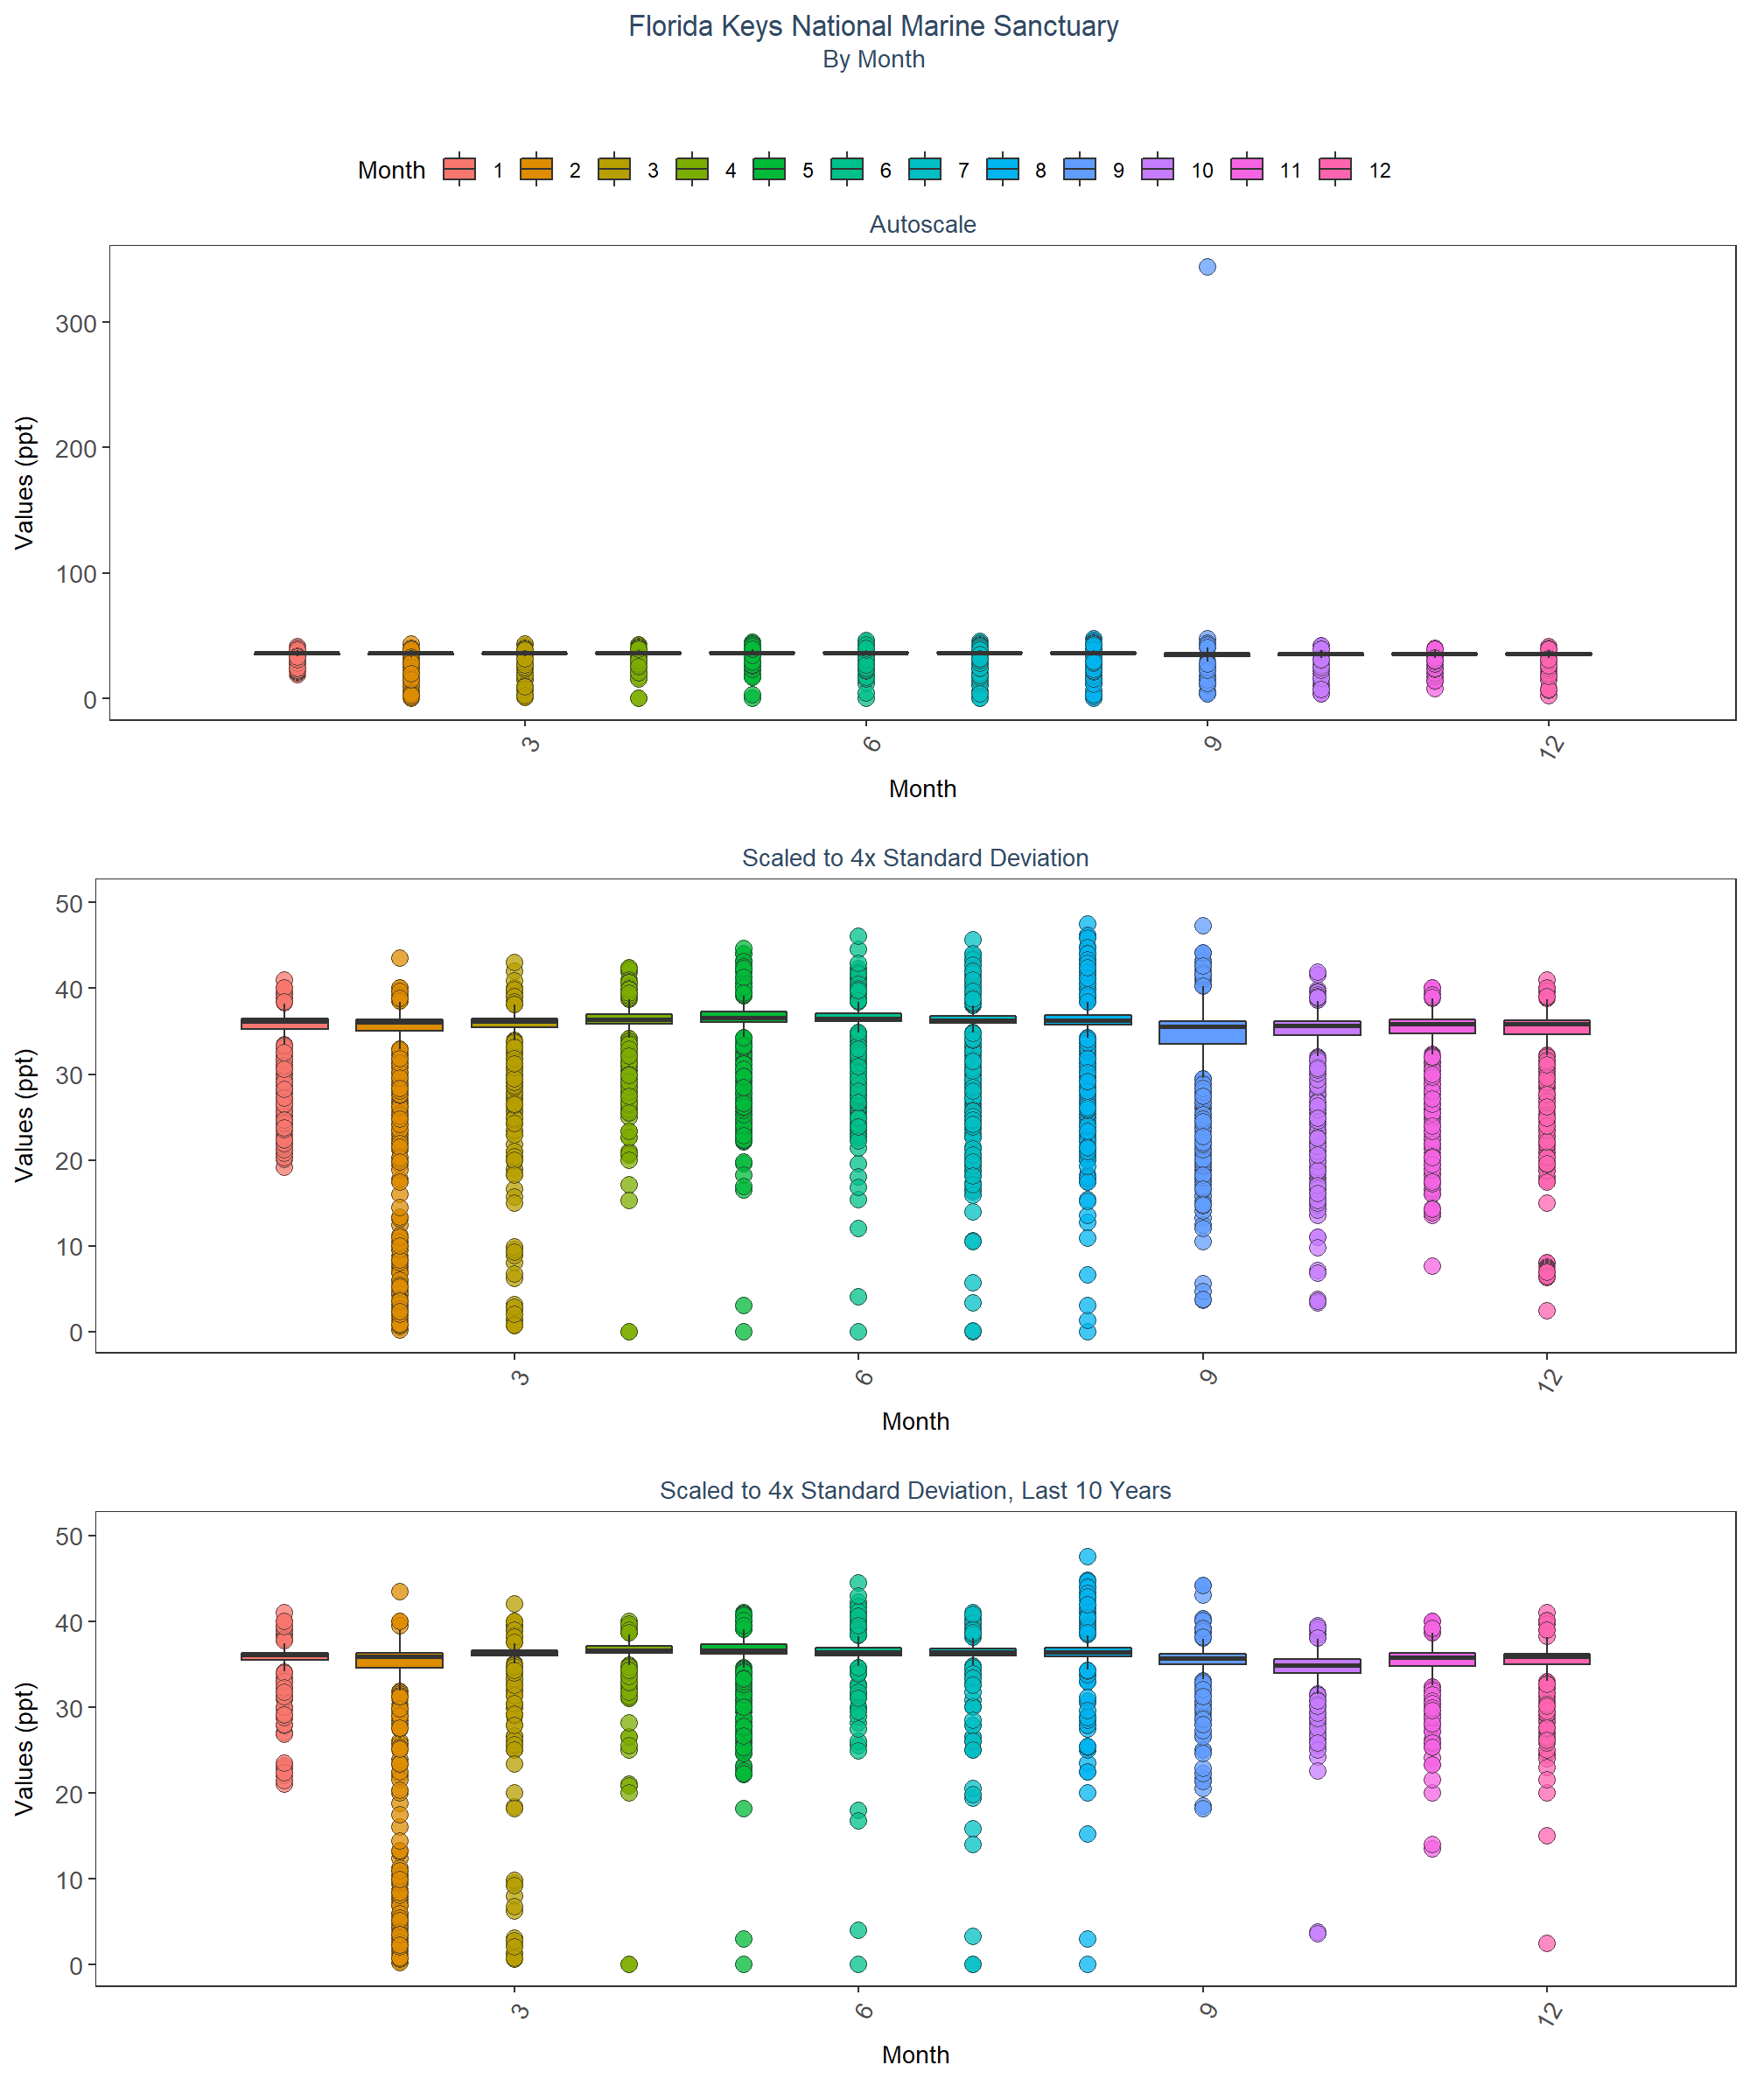 Florida Keys National Marine Sanctuary
By Month
Month 1 2 3 4 5 6 7 8 9 10 11 12
Autoscale
Values (ppt)
300
200
100
0
3 6 9 12
Month
Scaled to 4x Standard Deviation
Values (ppt)
50
40
30
20
10
0
3 6 9 12
Month
Scaled to 4x Standard Deviation, Last 10 Years
Values (ppt)
50
40
30
20
10
0
3 6 9 12
Month